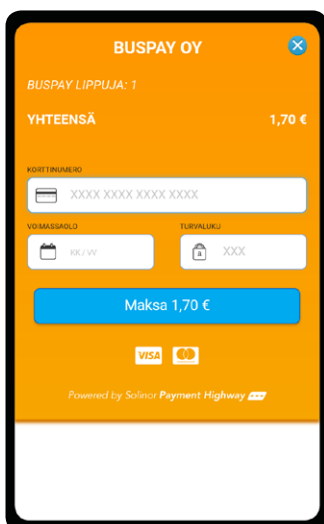 BUSPAY OY
BUSPAY LIPPUJA: 1
YHTEENSÄ 1,70 €
KORTTINUMERO
XXXX XXXX XXXX XXXX
VOIMASSAOLO TURVALUKU
KK / VV a XXX
Maksa 1,70 €
VISA
Powered by Solinor Payment Highway